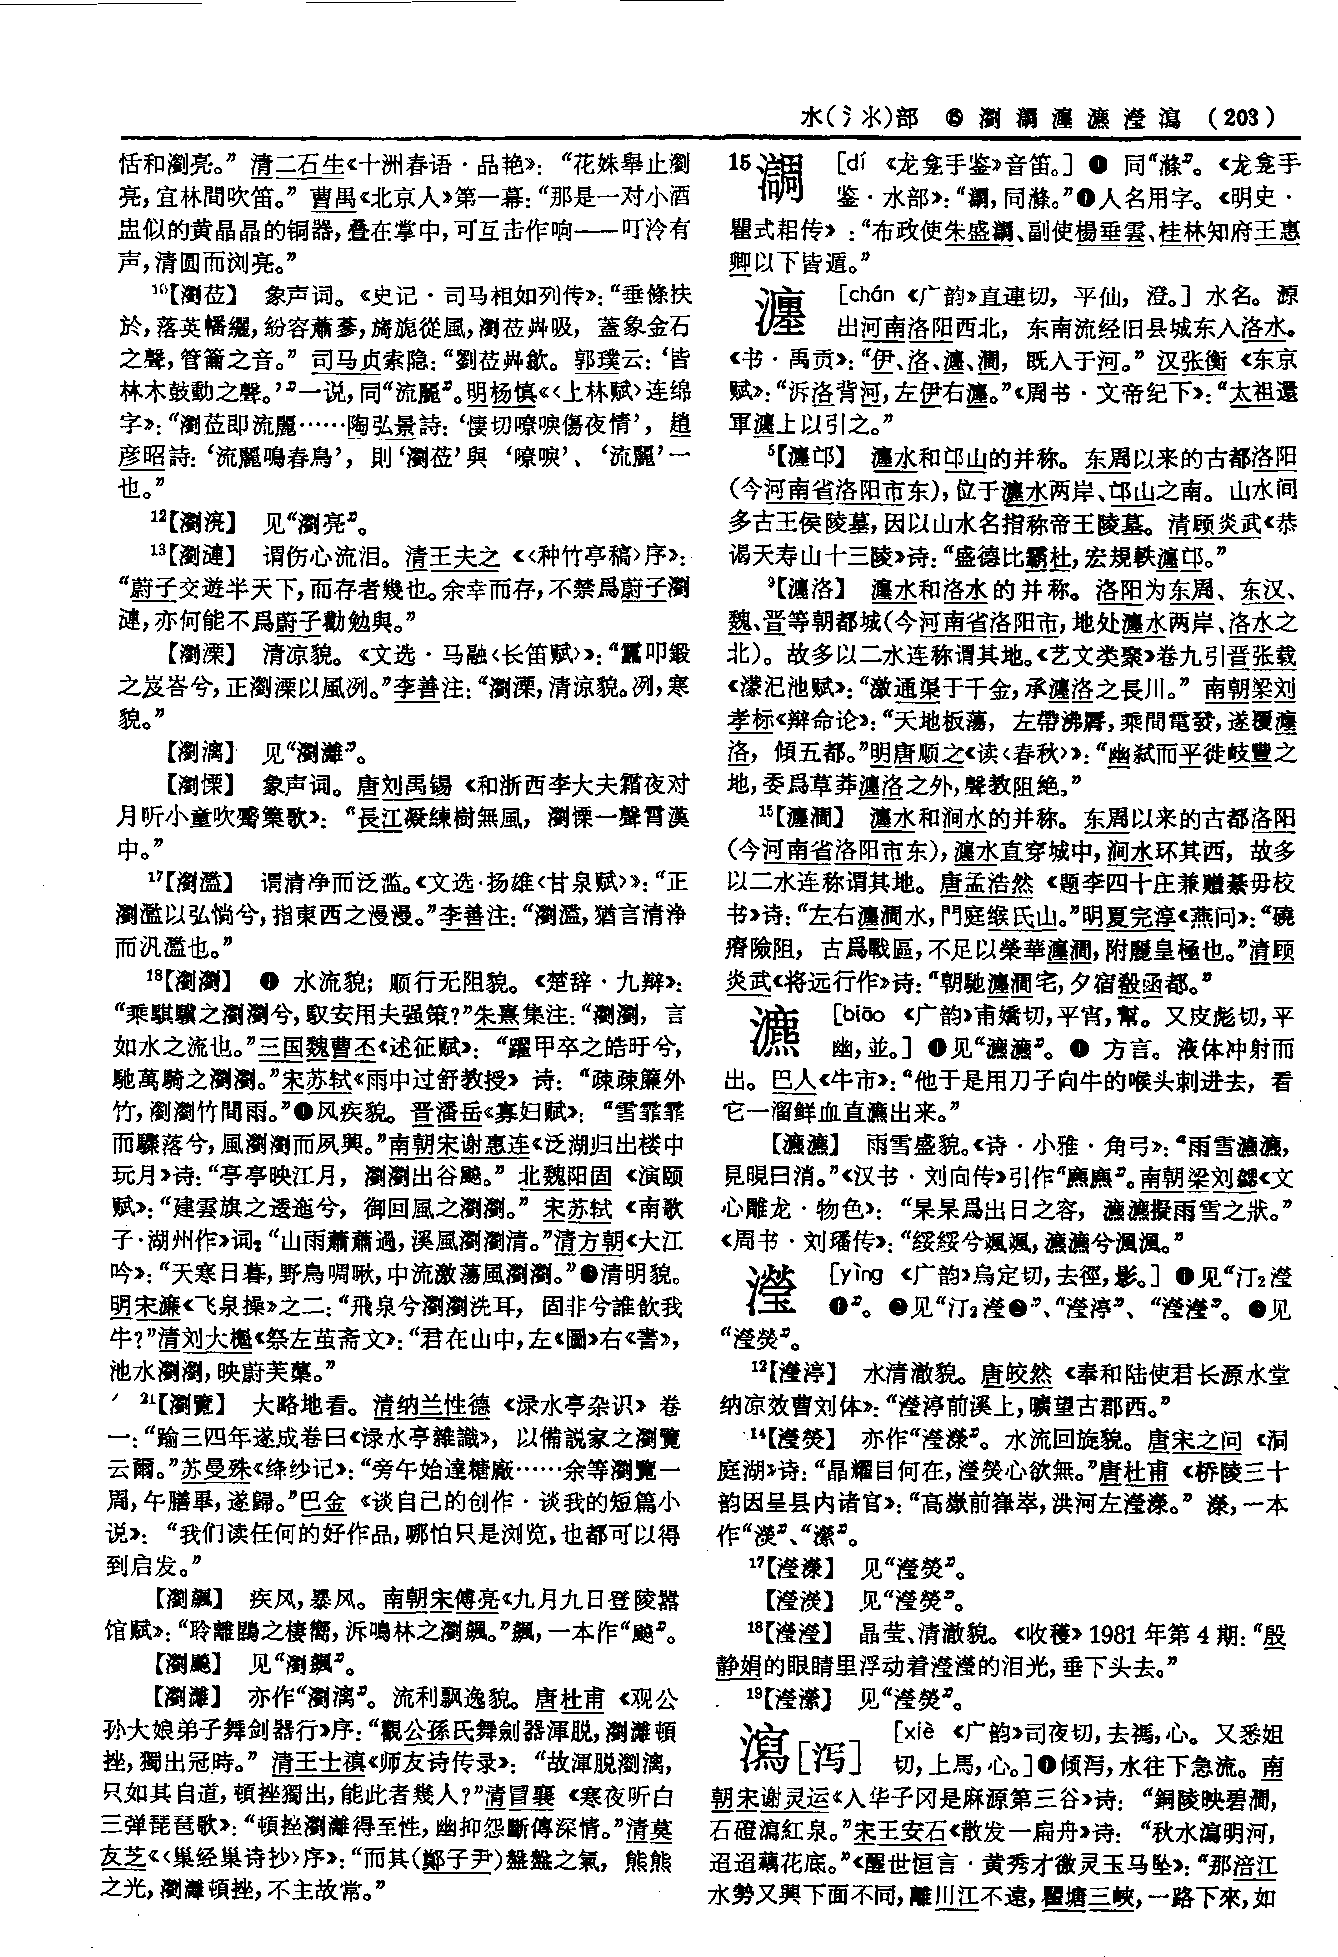 水(氵氺)部 ⑮ 瀏 㵝 瀍 瀌 瀅 瀉 (203)
恬和瀏亮。”清二石生《十洲春语·品艳》：“花姝舉止瀏
亮，宜林間吹笛。”曹禺《北京人》第一幕：“那是一对小酒
盅似的黄晶晶的铜器，叠在掌中，可互击作响——叮泠有
声，清圆而浏亮。”
¹⁰【瀏莅】 象声词。《史记·司马相如列传》：“垂條扶
於，落英幡纚，紛容蕭蔘，旖旎從風，瀏莅芔吸，蓋象金石
之聲，管籥之音。”司马贞索隐：“劉莅芔歙。郭璞云：‘皆
林木鼓動之聲。’”一说，同“流麗”。明杨慎《〈上林赋〉连绵
字》：“瀏莅即流麗……陶弘景詩：‘悽切嘹唳傷夜情’，趙
彦昭詩：‘流麗鳴春鳥’，則‘瀏莅’與‘嘹唳’、‘流麗’一
也。”
¹²【瀏湸】 见“瀏亮”。
¹³【瀏漣】 谓伤心流泪。清王夫之《〈种竹亭稿〉序》：
“蔚子交遊半天下，而存者幾也。余幸而存，不禁爲蔚子瀏
漣，亦何能不爲蔚子勸勉與。”
【瀏溧】 清凉貌。《文选·马融〈长笛赋〉》：“靁叩鍛
之岌峇兮，正瀏溧以風冽。”李善注：“瀏溧，清凉貌。冽，寒
貌。”
【瀏漓】 见“瀏灕”。
【瀏慄】 象声词。唐刘禹锡《和浙西李大夫霜夜对
月听小童吹觱篥歌》：“長江凝練樹無風，瀏慄一聲霄漢
中。”
¹⁷【瀏濫】 谓清净而泛滥。《文选·扬雄〈甘泉赋〉》：“正
瀏濫以弘惝兮，指東西之漫漫。”李善注：“瀏濫，猶言清净
而汎濫也。”
¹⁸【瀏瀏】 ❶ 水流貌；顺行无阻貌。《楚辞·九辩》：
“乘騏驥之瀏瀏兮，馭安用夫强策？”朱熹集注：“瀏瀏，言
如水之流也。”三国魏曹丕《述征赋》：“躍甲卒之皓旰兮，
馳萬騎之瀏瀏。”宋苏轼《雨中过舒教授》诗：“疎疎簾外
竹，瀏瀏竹間雨。”❷风疾貌。晋潘岳《寡妇赋》：“雪霏霏
而驟落兮，風瀏瀏而夙興。”南朝宋谢惠连《泛湖归出楼中
玩月》诗：“亭亭映江月，瀏瀏出谷飇。”北魏阳固《演颐
赋》：“建雲旗之逶迤兮，御回風之瀏瀏。”宋苏轼《南歌
子·湖州作》词：“山雨蕭蕭過，溪風瀏瀏清。”清方朝《大江
吟》：“天寒日暮，野鳥啁啾，中流激荡風瀏瀏。”❸清明貌。
明宋濂《飞泉操》之二：“飛泉兮瀏瀏洗耳，固非兮誰飲我
牛？”清刘大櫆《祭左茧斋文》：“君在山中，左《圖》右《書》，
池水瀏瀏，映蔚芙蕖。”
²¹【瀏覽】 大略地看。清纳兰性德《渌水亭杂识》卷
一：“踰三四年遂成卷曰《淥水亭雜識》，以備説家之瀏覽
云爾。”苏曼殊《绛纱记》：“旁午始達糖廠……余等瀏覽一
周，午膳畢，遂歸。”巴金《谈自己的创作·谈我的短篇小
说》：“我们读任何的好作品，哪怕只是浏览，也都可以得
到启发。”
【瀏飆】 疾风，暴风。南朝宋傅亮《九月九日登陵嚣
馆赋》：“聆離鵾之棲嚮，泝鳴林之瀏飆。”飆，一本作“飇”。
【瀏飇】 见“瀏飆”。
【瀏灕】 亦作“瀏漓”。流利飘逸貌。唐杜甫《观公
孙大娘弟子舞剑器行》序：“觀公孫氏舞劍器渾脱，瀏灕頓
挫，獨出冠時。”清王士禛《师友诗传录》：“故渾脱瀏漓，
只如其自道，頓挫獨出，能此者幾人？”清冒襄《寒夜听白
三弹琵琶歌》：“頓挫瀏灕得至性，幽抑怨斷傳深情。”清莫
友芝《〈巢经巢诗抄〉序》：“而其(鄭子尹)盤盤之氣，熊熊
之光，瀏灕頓挫，不主故常。”
15 㵝 [dí 《龙龛手鉴》音笛。] ❶ 同“滌”。《龙龛手
鉴·水部》：“㵝，同滌。”❷人名用字。《明史·
瞿式耜传》：“布政使朱盛㵝、副使楊垂雲、桂林知府王惠
卿以下皆遁。”
瀍 [chán 《广韵》直連切，平仙，澄。] 水名。源
出河南洛阳西北，东南流经旧县城东入洛水。
《书·禹贡》：“伊、洛、瀍、澗，既入于河。”汉张衡《东京
赋》：“泝洛背河，左伊右瀍。”《周书·文帝纪下》：“太祖還
軍瀍上以引之。”
⁵【瀍邙】 瀍水和邙山的并称。东周以来的古都洛阳
(今河南省洛阳市东)，位于瀍水两岸、邙山之南。山水间
多古王侯陵墓，因以山水名指称帝王陵墓。清顾炎武《恭
谒天寿山十三陵》诗：“盛德比霸杜，宏規軼瀍邙。”
⁹【瀍洛】 瀍水和洛水的并称。洛阳为东周、东汉、
魏、晋等朝都城(今河南省洛阳市，地处瀍水两岸、洛水之
北)。故多以二水连称谓其地。《艺文类聚》卷九引晋张载
《濛汜池赋》：“激通渠于千金，承瀍洛之長川。”南朝梁刘
孝标《辩命论》：“天地板荡，左帶沸脣，乘間電發，遂覆瀍
洛，傾五都。”明唐顺之《读〈春秋〉》：“幽弑而平徙岐豐之
地，委爲草莽瀍洛之外，聲教阻绝。”
¹⁵【瀍澗】 瀍水和涧水的并称。东周以来的古都洛阳
(今河南省洛阳市东)，瀍水直穿城中，涧水环其西，故多
以二水连称谓其地。唐孟浩然《题李四十庄兼赠綦毋校
书》诗：“左右瀍澗水，門庭緱氏山。”明夏完淳《燕问》：“磽
瘠險阻，古爲戰區，不足以榮華瀍澗，附麗皇極也。”清顾
炎武《将远行作》诗：“朝馳瀍澗宅，夕宿殽函都。”
瀌 [biāo 《广韵》甫嬌切，平宵，幫。又皮彪切，平
幽，並。] ❶见“瀌瀌”。❷ 方言。液体冲射而
出。巴人《牛市》：“他于是用刀子向牛的喉头刺进去，看
它一溜鲜血直瀌出来。”
【瀌瀌】 雨雪盛貌。《诗·小雅·角弓》：“雨雪瀌瀌，
見晛曰消。”《汉书·刘向传》引作“麃麃”。南朝梁刘勰《文
心雕龙·物色》：“杲杲爲出日之容，瀌瀌擬雨雪之狀。”
《周书·刘璠传》：“綏綏兮颯颯，瀌瀌兮渢渢。”
瀅 [yìng 《广韵》烏定切，去徑，影。] ❶见“汀₂瀅
❶”。❷见“汀₂瀅❷”、“瀅渟”、“瀅瀅”。❸见
“瀅熒”。
¹²【瀅渟】 水清澈貌。唐皎然《奉和陆使君长源水堂
纳凉效曹刘体》：“瀅渟前溪上，曠望古郡西。”
¹⁴【瀅熒】 亦作“瀅濴”。水流回旋貌。唐宋之问《洞
庭湖》诗：“晶耀目何在，瀅熒心欲無。”唐杜甫《桥陵三十
韵因呈县内诸官》：“高嶽前嵂崒，洪河左瀅濴。”濴，一本
作“渶”、“瀠”。
¹⁷【瀅濴】 见“瀅熒”。
【瀅渶】 见“瀅熒”。
¹⁸【瀅瀅】 晶莹、清澈貌。《收穫》1981年第4期：“殷
静娟的眼睛里浮动着瀅瀅的泪光，垂下头去。”
¹⁹【瀅瀠】 见“瀅熒”。
瀉[泻] [xiè 《广韵》司夜切，去禡，心。又悉姐
切，上馬，心。]❶倾泻，水往下急流。南
朝宋谢灵运《入华子冈是麻源第三谷》诗：“銅陵映碧澗，
石磴瀉紅泉。”宋王安石《散发一扁舟》诗：“秋水瀉明河，
迢迢藕花底。”《醒世恒言·黄秀才徼灵玉马坠》：“那涪江
水勢又與下面不同，離川江不遠，瞿塘三峽，一路下來，如